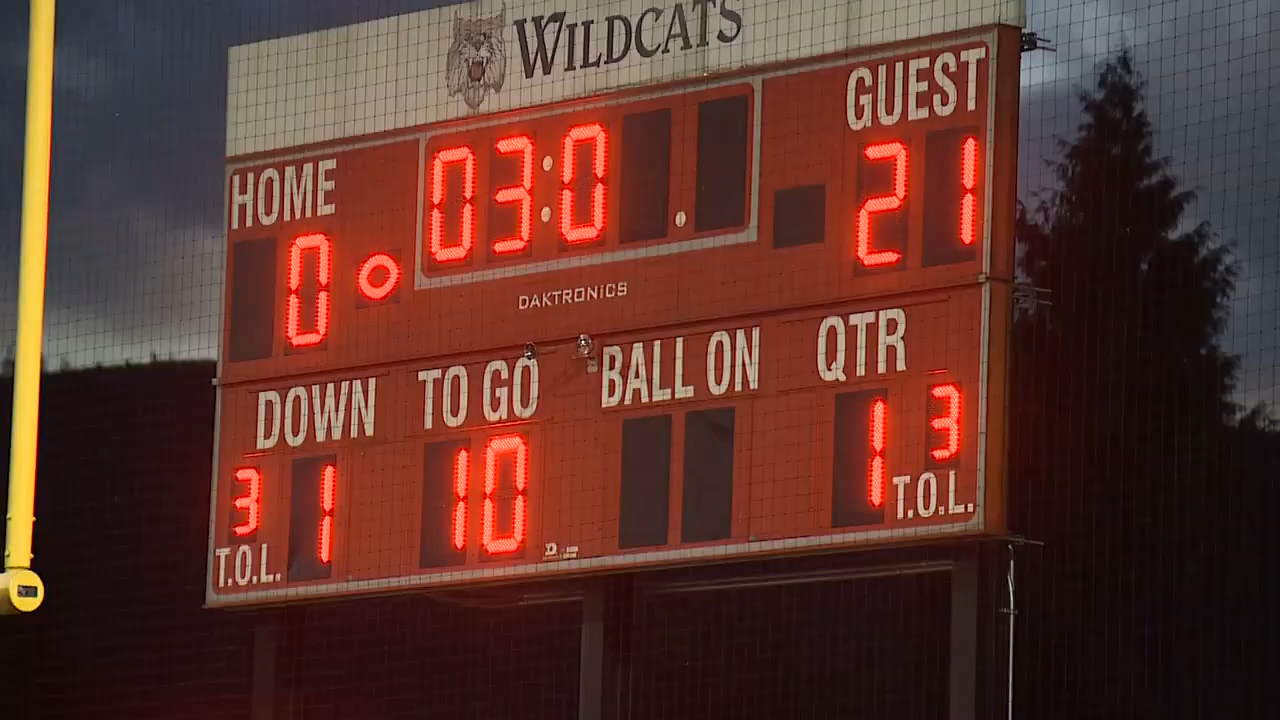 WILDCATS
HOME GUEST
03:0
0 21
DAKTRONICS
DOWN TO GO BALL ON QTR
3 1 10 1 3
T.O.L. T.O.L.